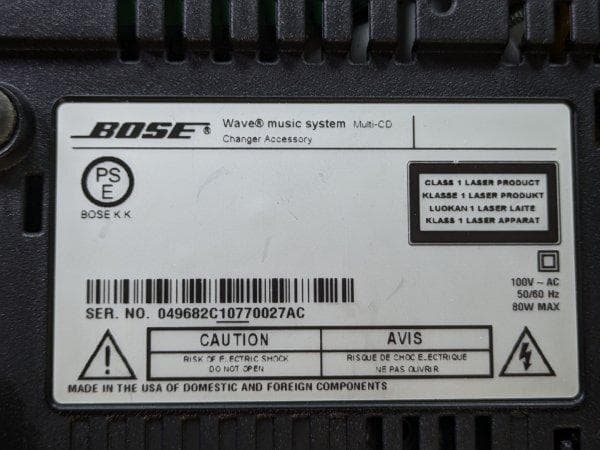 BOSE® Wave® music system Multi-CD
Changer Accessory
PS
E
BOSE K.K.
CLASS 1 LASER PRODUCT
KLASSE 1 LASER PRODUKT
LUOKAN 1 LASER LAITE
KLASS 1 LASER APPARAT
100V ~ AC
50/60 Hz
80W MAX
SER. NO. 049682C10770027AC
CAUTION
RISK OF ELECTRIC SHOCK
DO NOT OPEN
AVIS
RISQUE DE CHOC ELECTRIQUE
NE PAS OUVRIR
MADE IN THE USA OF DOMESTIC AND FOREIGN COMPONENTS